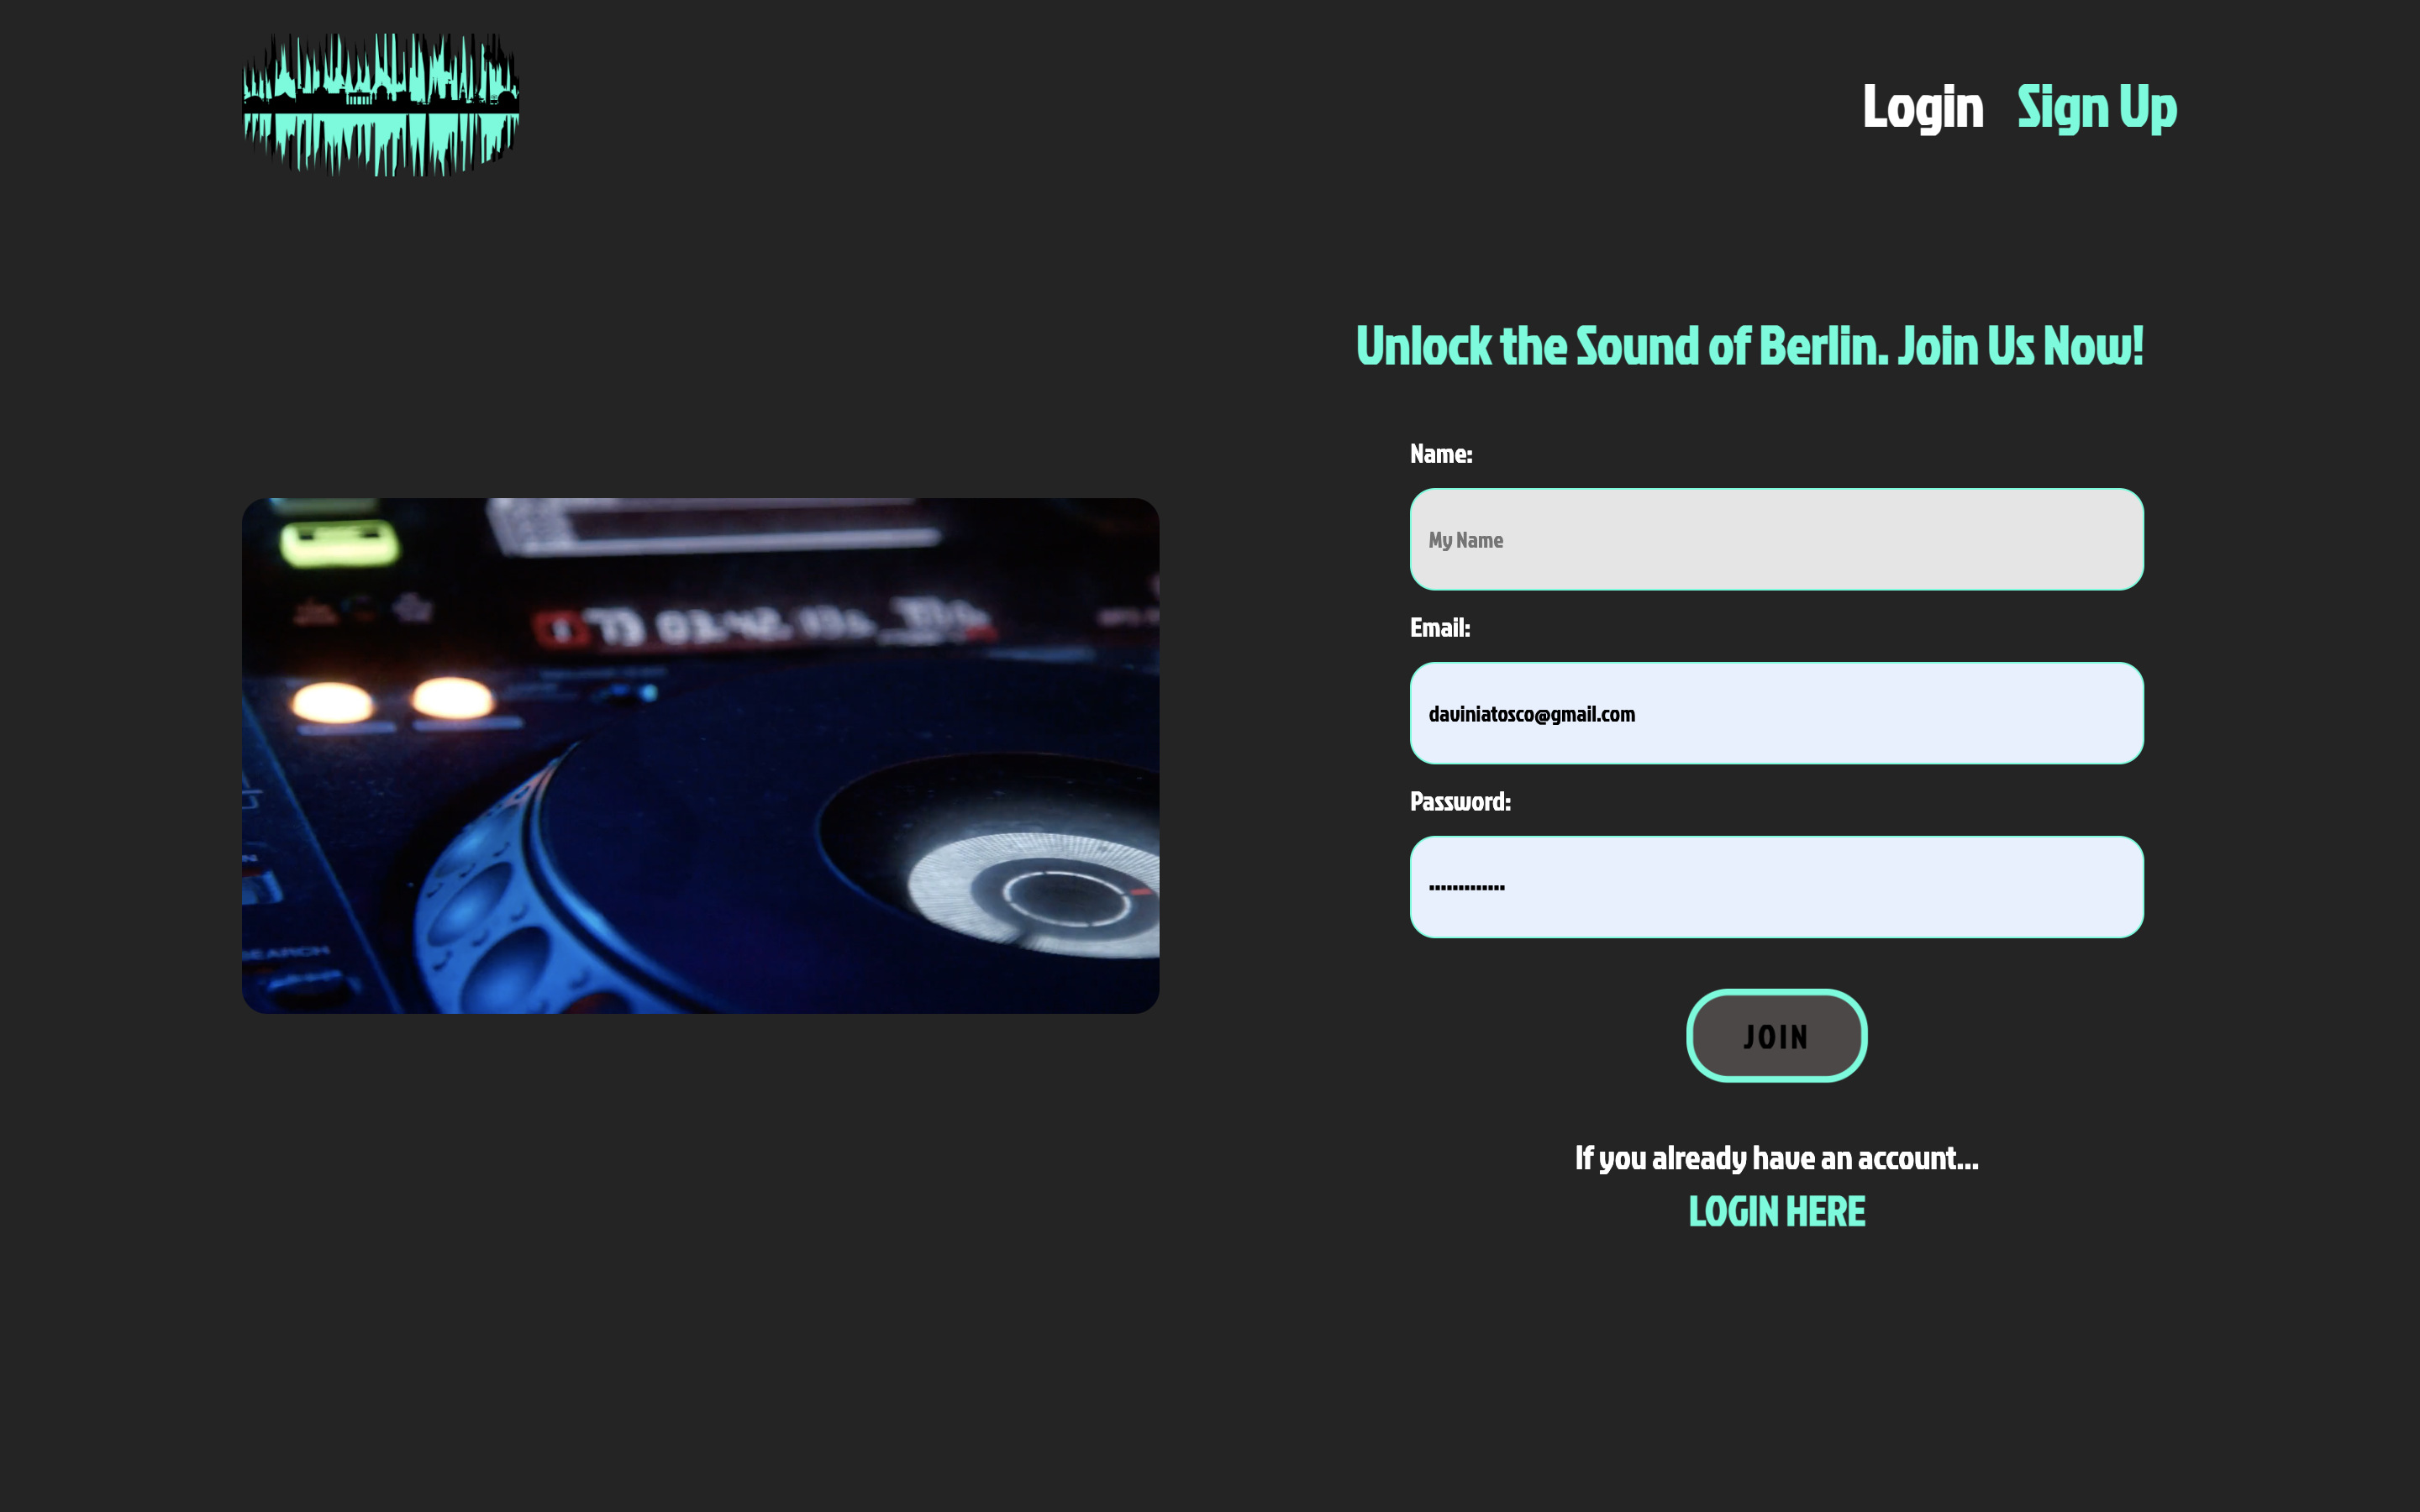 Login Sign Up
Unlock the Sound of Berlin. Join Us Now!
Name:
My Name
Email:
daviniatosco@gmail.com
Password:
SEARCH
JOIN
If you already have an account...
LOGIN HERE